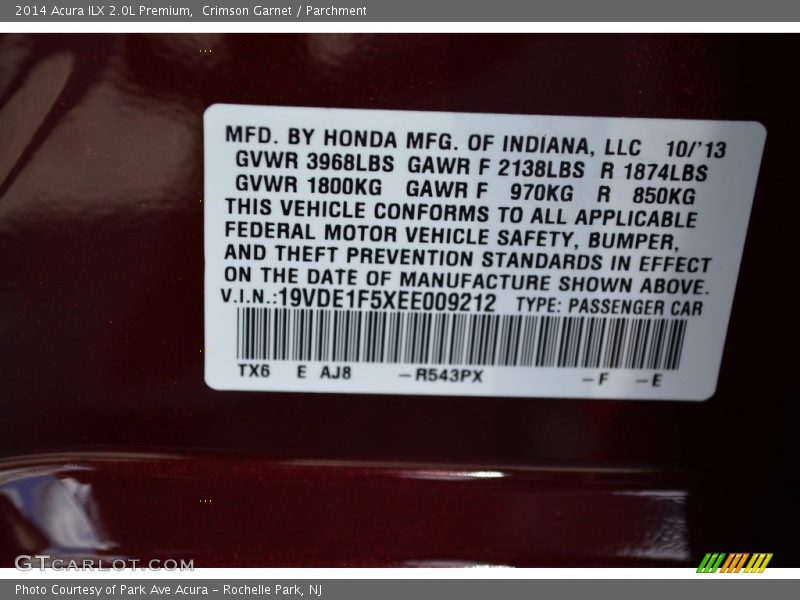 2014 Acura ILX 2.0L Premium,  Crimson Garnet / Parchment
MFD. BY HONDA MFG. OF INDIANA, LLC 10/'13
GVWR 3968LBS GAWR F 2138LBS R 1874LBS
GVWR 1800KG GAWR F 970KG R 850KG
THIS VEHICLE CONFORMS TO ALL APPLICABLE
FEDERAL MOTOR VEHICLE SAFETY, BUMPER,
AND THEFT PREVENTION STANDARDS IN EFFECT
ON THE DATE OF MANUFACTURE SHOWN ABOVE.
V.I.N.:19VDE1F5XEE009212 TYPE: PASSENGER CAR
TX6 E AJ8 –R543PX –F –E
GTCARLOT.COM
Photo Courtesy of Park Ave Acura – Rochelle Park, NJ